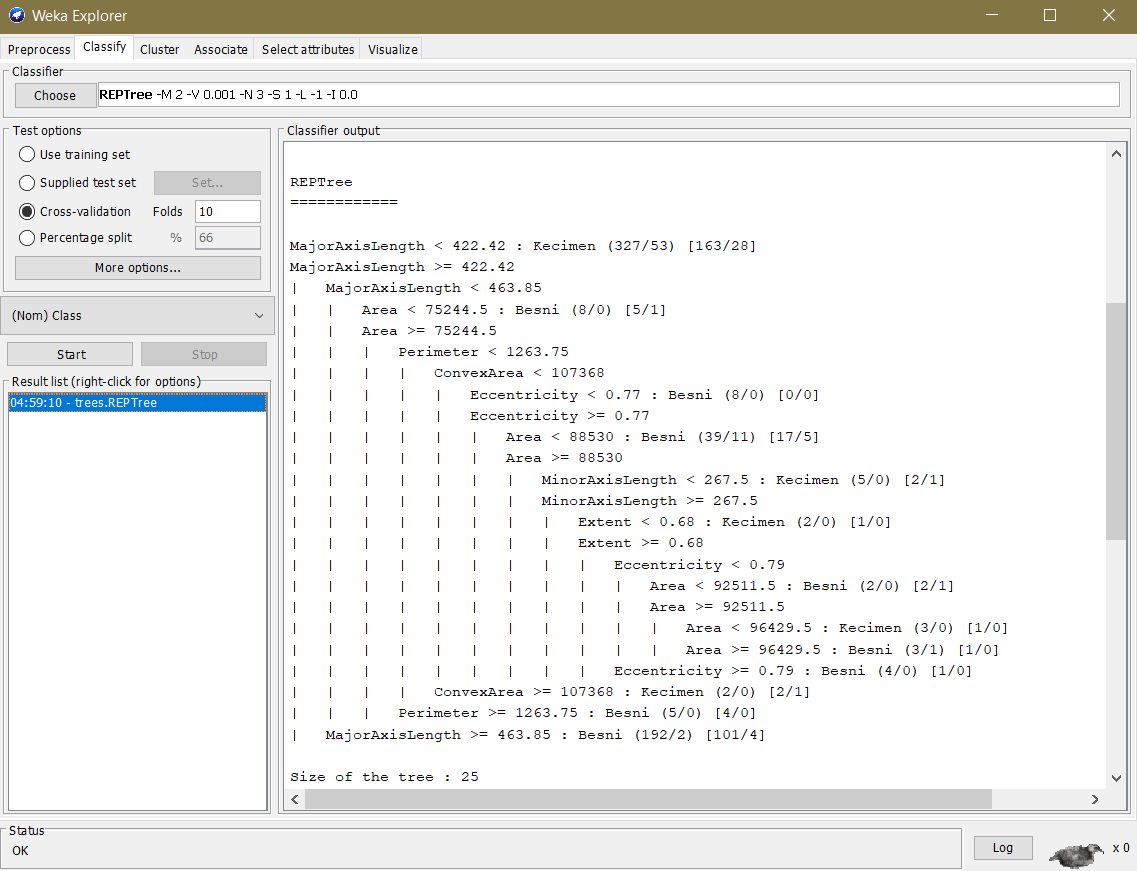 Weka Explorer
Preprocess Classify Cluster Associate Select attributes Visualize
Classifier
Choose REPTree -M 2 -V 0.001 -N 3 -S 1 -L -1 -I 0.0
Test options
Use training set
Supplied test set Set...
Cross-validation Folds 10
Percentage split % 66
More options...
(Nom) Class
Start Stop
Result list (right-click for options)
04:59:10 - trees.REPTree
Classifier output
REPTree
============
MajorAxisLength < 422.42 : Kecimen (327/53) [163/28]
MajorAxisLength >= 422.42
| MajorAxisLength < 463.85
| | Area < 75244.5 : Besni (8/0) [5/1]
| | Area >= 75244.5
| | | Perimeter < 1263.75
| | | | ConvexArea < 107368
| | | | | Eccentricity < 0.77 : Besni (8/0) [0/0]
| | | | | Eccentricity >= 0.77
| | | | | | Area < 88530 : Besni (39/11) [17/5]
| | | | | | Area >= 88530
| | | | | | | MinorAxisLength < 267.5 : Kecimen (5/0) [2/1]
| | | | | | | MinorAxisLength >= 267.5
| | | | | | | | Extent < 0.68 : Kecimen (2/0) [1/0]
| | | | | | | | Extent >= 0.68
| | | | | | | | | Eccentricity < 0.79
| | | | | | | | | | Area < 92511.5 : Besni (2/0) [2/1]
| | | | | | | | | | Area >= 92511.5
| | | | | | | | | | | Area < 96429.5 : Kecimen (3/0) [1/0]
| | | | | | | | | | | Area >= 96429.5 : Besni (3/1) [1/0]
| | | | | | | | | Eccentricity >= 0.79 : Besni (4/0) [1/0]
| | | | ConvexArea >= 107368 : Kecimen (2/0) [2/1]
| | | Perimeter >= 1263.75 : Besni (5/0) [4/0]
| MajorAxisLength >= 463.85 : Besni (192/2) [101/4]
Size of the tree : 25
Status
OK
Log
x 0